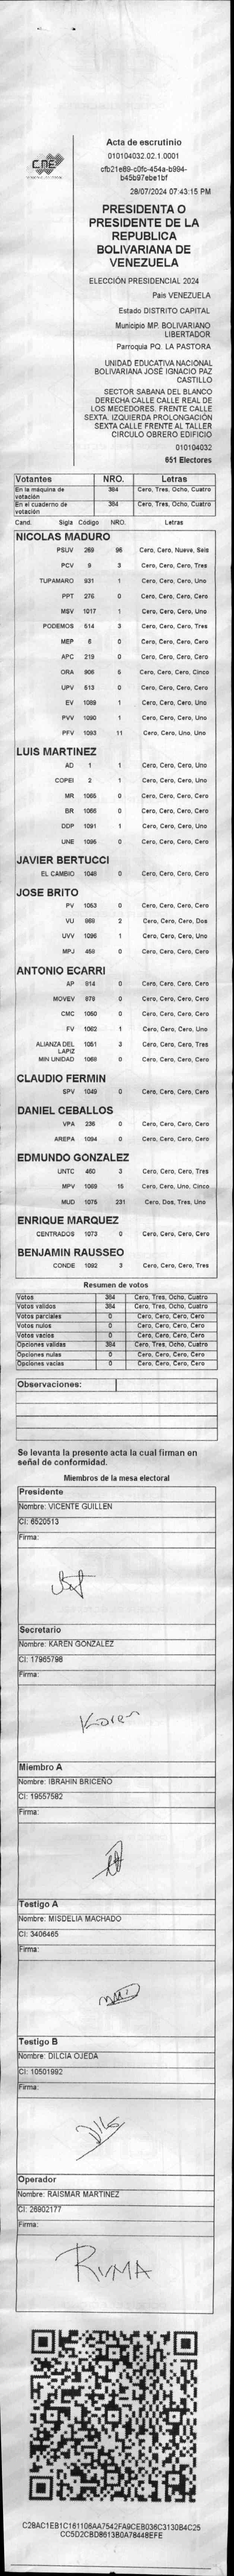 CNE
Acta de escrutinio
010104032.02.1.0001
cfb21e89-c0fc-454a-b994-
b45b97ebe1bf
28/07/2024 07:43:15 PM
PRESIDENTA O
PRESIDENTE DE LA
REPUBLICA
BOLIVARIANA DE
VENEZUELA
ELECCIÓN PRESIDENCIAL 2024
País VENEZUELA
Estado DISTRITO CAPITAL
Municipio MP. BOLIVARIANO
LIBERTADOR
Parroquia PQ. LA PASTORA
UNIDAD EDUCATIVA NACIONAL
BOLIVARIANA JOSÉ IGNACIO PAZ
CASTILLO
SECTOR SABANA DEL BLANCO
DERECHA CALLE CALLE REAL DE
LOS MECEDORES. FRENTE CALLE
SEXTA. IZQUIERDA PROLONGACIÓN
SEXTA CALLE FRENTE AL TALLER
CIRCULO OBRERO EDIFICIO
010104032
651 Electores
Votantes NRO. Letras
En la máquina de votación 384 Cero, Tres, Ocho, Cuatro
En el cuaderno de votación 384 Cero, Tres, Ocho, Cuatro
Cand. Sigla Código NRO. Letras
NICOLAS MADURO
PSUV 269 96 Cero, Cero, Nueve, Seis
PCV 9 3 Cero, Cero, Cero, Tres
TUPAMARO 931 1 Cero, Cero, Cero, Uno
PPT 276 0 Cero, Cero, Cero, Cero
MSV 1017 1 Cero, Cero, Cero, Uno
PODEMOS 514 3 Cero, Cero, Cero, Tres
MEP 6 0 Cero, Cero, Cero, Cero
APC 219 0 Cero, Cero, Cero, Cero
ORA 906 5 Cero, Cero, Cero, Cinco
UPV 513 0 Cero, Cero, Cero, Cero
EV 1089 1 Cero, Cero, Cero, Uno
PVV 1090 1 Cero, Cero, Cero, Uno
PFV 1093 11 Cero, Cero, Uno, Uno
LUIS MARTINEZ
AD 1 1 Cero, Cero, Cero, Uno
COPEI 2 1 Cero, Cero, Cero, Uno
MR 1065 0 Cero, Cero, Cero, Cero
BR 1066 0 Cero, Cero, Cero, Cero
DDP 1091 1 Cero, Cero, Cero, Uno
UNE 1095 0 Cero, Cero, Cero, Cero
JAVIER BERTUCCI
EL CAMBIO 1048 0 Cero, Cero, Cero, Cero
JOSE BRITO
PV 1053 0 Cero, Cero, Cero, Cero
VU 868 2 Cero, Cero, Cero, Dos
UVV 1096 1 Cero, Cero, Cero, Uno
MPJ 459 0 Cero, Cero, Cero, Cero
ANTONIO ECARRI
AP 914 0 Cero, Cero, Cero, Cero
MOVEV 878 0 Cero, Cero, Cero, Cero
CMC 1050 0 Cero, Cero, Cero, Cero
FV 1002 1 Cero, Cero, Cero, Uno
ALIANZA DEL LAPIZ 1051 3 Cero, Cero, Cero, Tres
MIN UNIDAD 1068 0 Cero, Cero, Cero, Cero
CLAUDIO FERMIN
SPV 1049 0 Cero, Cero, Cero, Cero
DANIEL CEBALLOS
VPA 236 0 Cero, Cero, Cero, Cero
AREPA 1094 0 Cero, Cero, Cero, Cero
EDMUNDO GONZALEZ
UNTC 460 3 Cero, Cero, Cero, Tres
MPV 1069 15 Cero, Cero, Uno, Cinco
MUD 1075 231 Cero, Dos, Tres, Uno
ENRIQUE MARQUEZ
CENTRADOS 1073 0 Cero, Cero, Cero, Cero
BENJAMIN RAUSSEO
CONDE 1092 3 Cero, Cero, Cero, Tres
Resumen de votos
Votos 384 Cero, Tres, Ocho, Cuatro
Votos validos 384 Cero, Tres, Ocho, Cuatro
Votos parciales 0 Cero, Cero, Cero, Cero
Votos nulos 0 Cero, Cero, Cero, Cero
Votos vacíos 0 Cero, Cero, Cero, Cero
Opciones validas 384 Cero, Tres, Ocho, Cuatro
Opciones nulas 0 Cero, Cero, Cero, Cero
Opciones vacías 0 Cero, Cero, Cero, Cero
Observaciones:
Se levanta la presente acta la cual firman en
señal de conformidad.
Miembros de la mesa electoral
Presidente
Nombre: VICENTE GUILLEN
CI: 6520513
Firma:
Secretario
Nombre: KAREN GONZALEZ
CI: 17965798
Firma:
Karen
Miembro A
Nombre: IBRAHIN BRICEÑO
CI: 19557582
Firma:
Testigo A
Nombre: MISDELIA MACHADO
CI: 3406465
Firma:
Testigo B
Nombre: DILCIA OJEDA
CI: 10501992
Firma:
Operador
Nombre: RAISMAR MARTINEZ
CI: 26902177
Firma:
C28AC1EB1C161106AA7542FA9CEB036C3130B4C25
CC5D2CBD8613B0A78448EFE